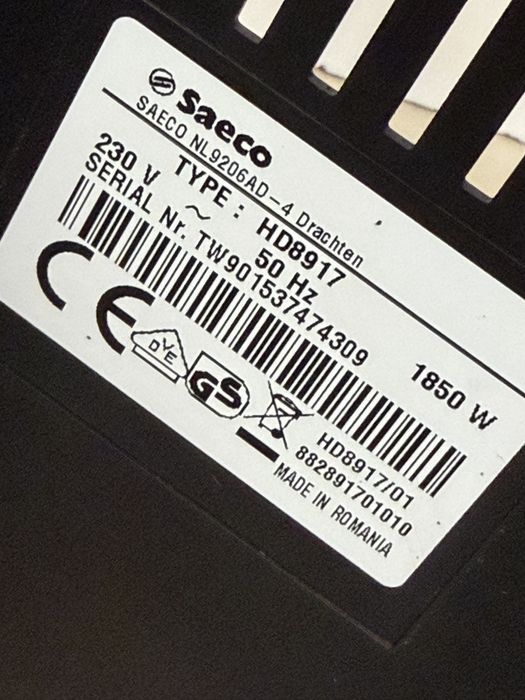 Saeco
SAECO NL9206AD-4 Drachten
TYPE: HD8917
230 V ~ 50 Hz 1850 W
SERIAL Nr. TW901537474309
CE
DVE
GS
HD8917/01
882891701010
MADE IN ROMANIA